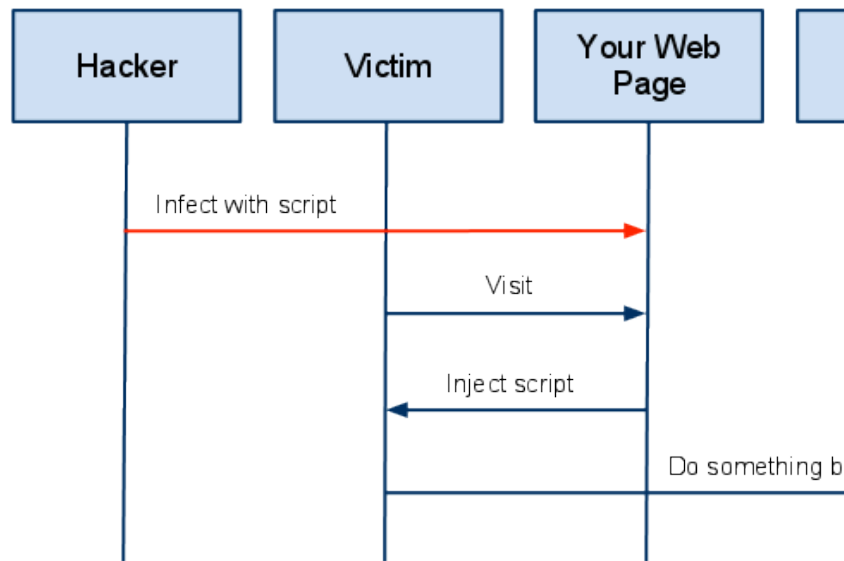 Hacker
Victim
Your Web
Page
Infect with script
Visit
Inject script
Do something b